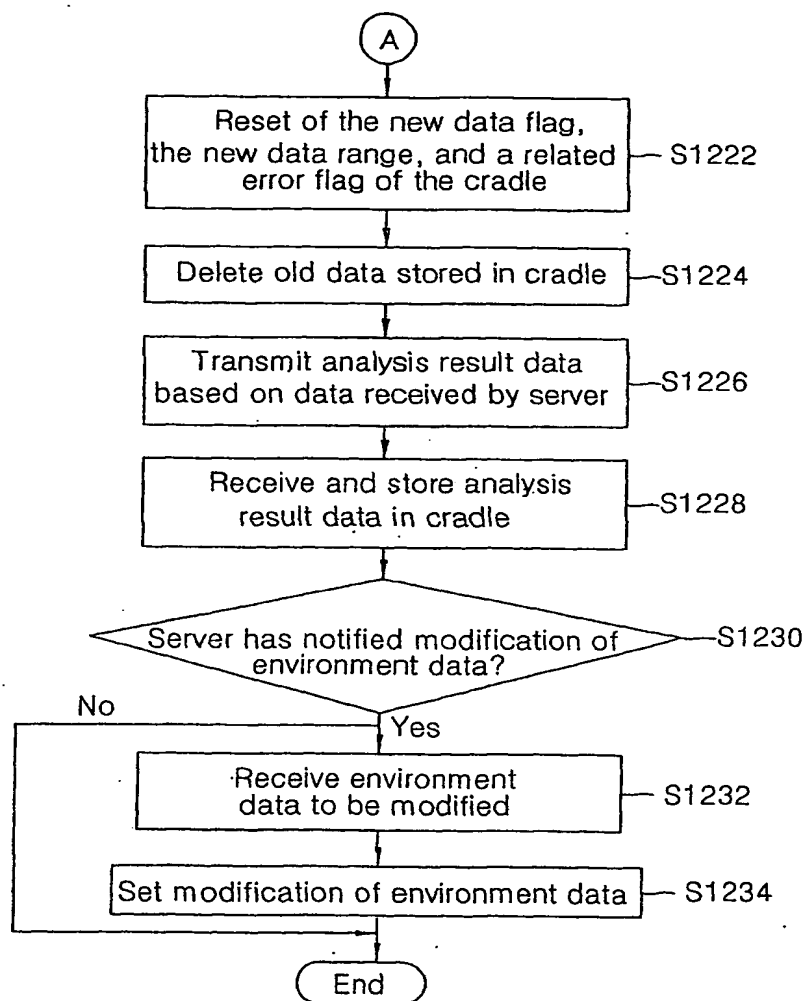 A
Reset of the new data flag,
the new data range, and a related
error flag of the cradle
S1222
Delete old data stored in cradle
S1224
Transmit analysis result data
based on data received by server
S1226
Receive and store analysis
result data in cradle
S1228
Server has notified modification of
environment data?
S1230
No
Yes
Receive environment
data to be modified
S1232
Set modification of environment data
S1234
End